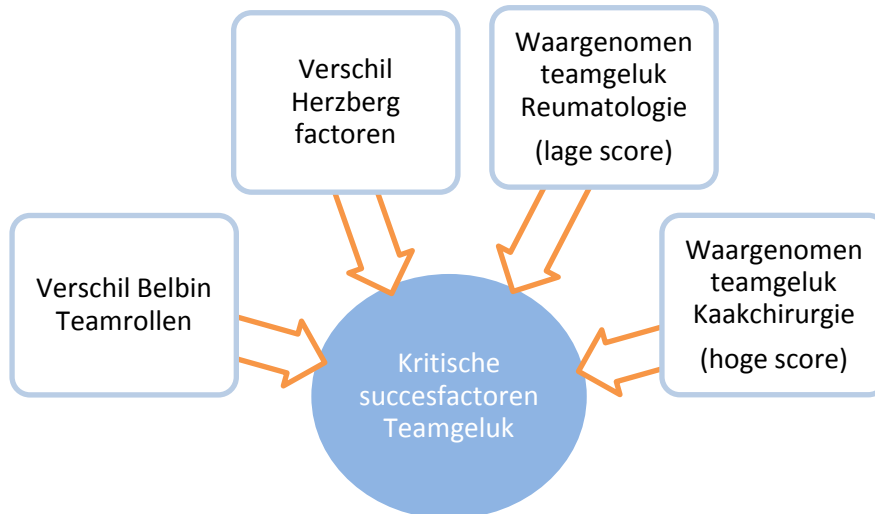 Verschil Belbin
Teamrollen
Verschil
Herzberg
factoren
Waargenomen
teamgeluk
Reumatologie
(lage score)
Waargenomen
teamgeluk
Kaakchirurgie
(hoge score)
Kritische
succesfactoren
Teamgeluk